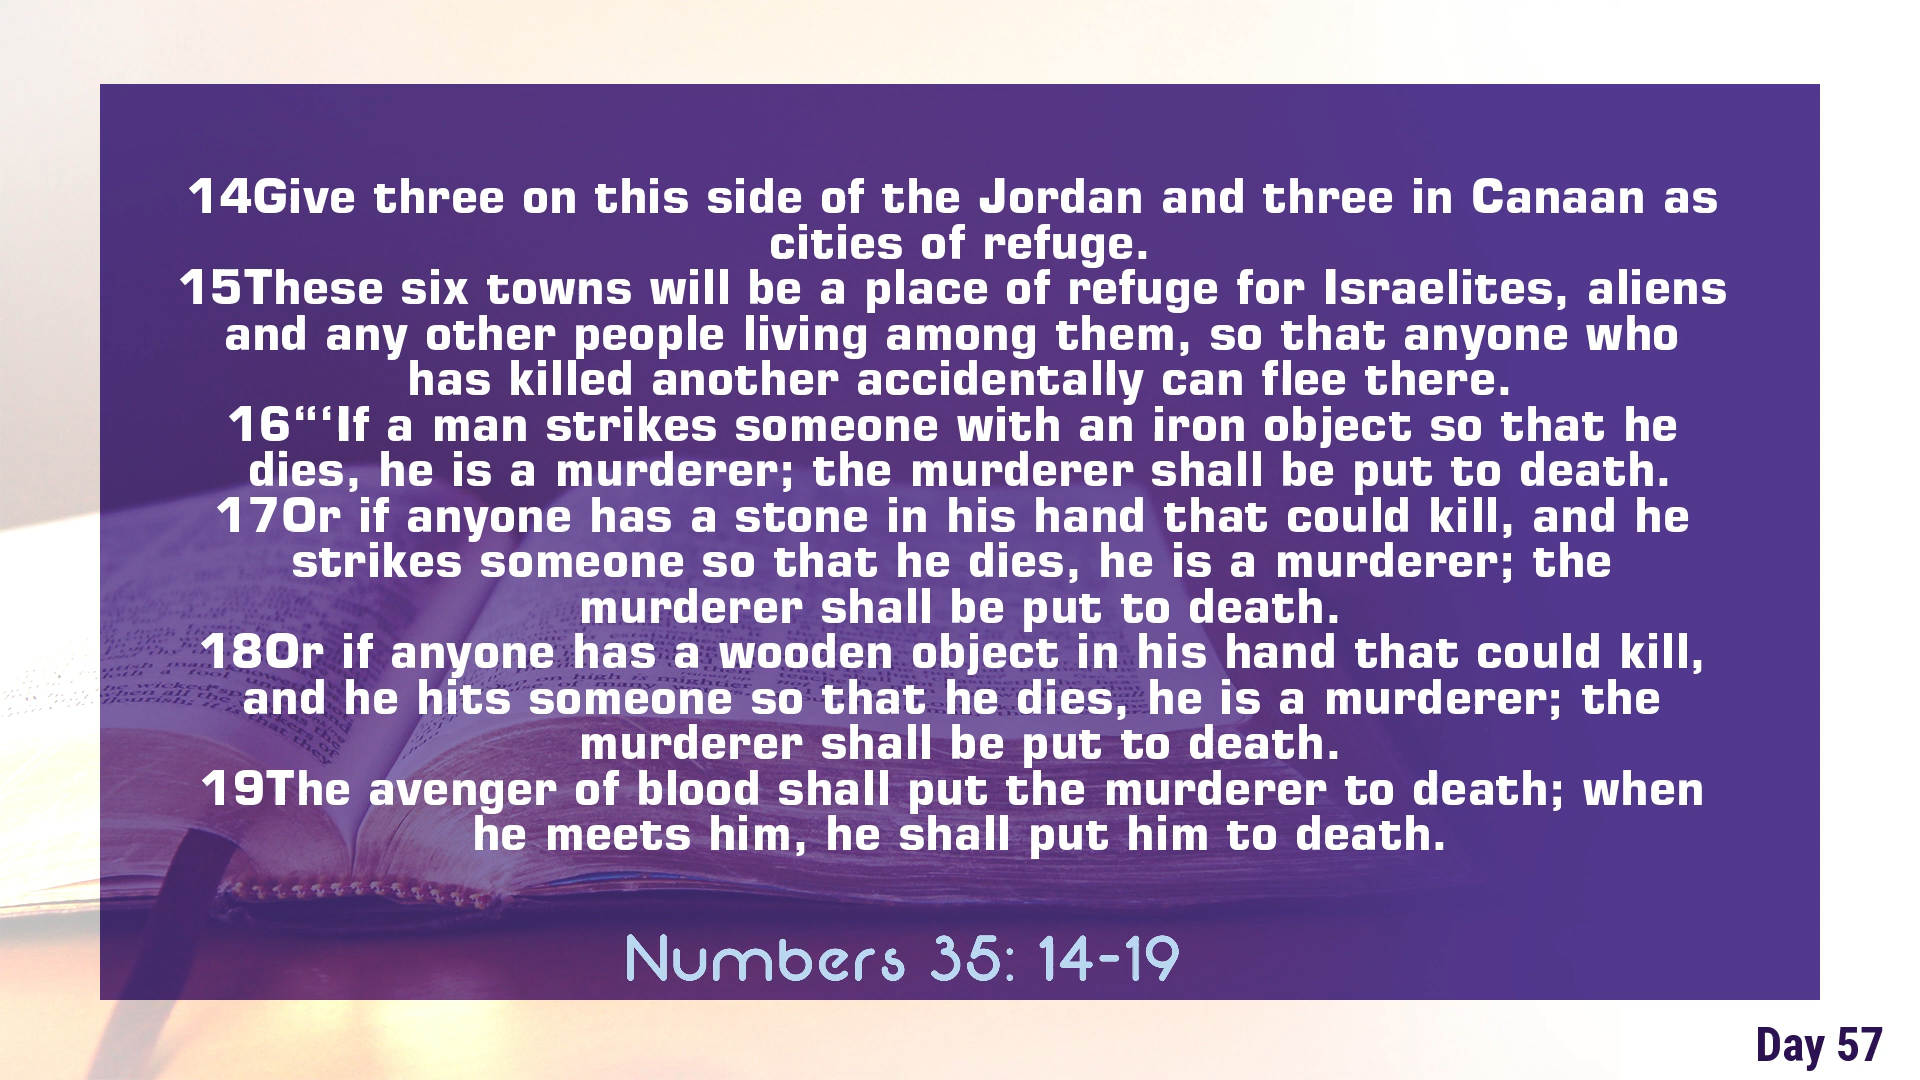 14Give three on this side of the Jordan and three in Canaan as
cities of refuge.
15These six towns will be a place of refuge for Israelites, aliens
and any other people living among them, so that anyone who
has killed another accidentally can flee there.
16“‘If a man strikes someone with an iron object so that he
dies, he is a murderer; the murderer shall be put to death.
17Or if anyone has a stone in his hand that could kill, and he
strikes someone so that he dies, he is a murderer; the
murderer shall be put to death.
18Or if anyone has a wooden object in his hand that could kill,
and he hits someone so that he dies, he is a murderer; the
murderer shall be put to death.
19The avenger of blood shall put the murderer to death; when
he meets him, he shall put him to death.
Numbers 35: 14-19
Day 57